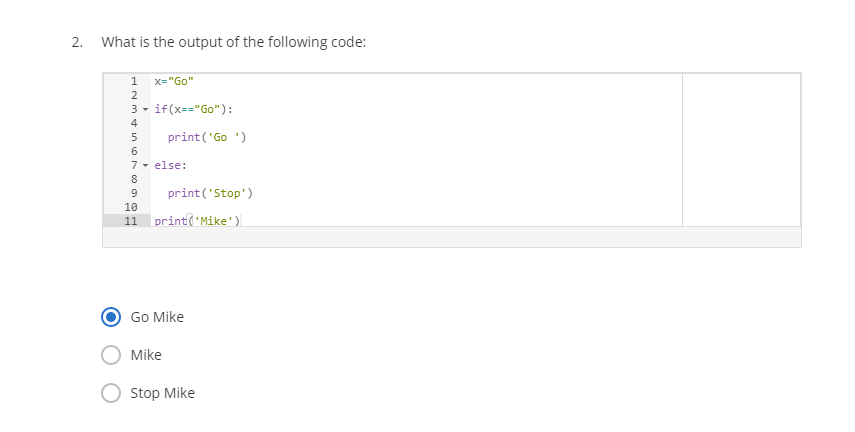 2. What is the output of the following code:
1 x="Go"
2
3 if(x=="Go"):
4
5 print('Go ')
6
7 else:
8
9 print('Stop')
10
11 print('Mike')
Go Mike
Mike
Stop Mike